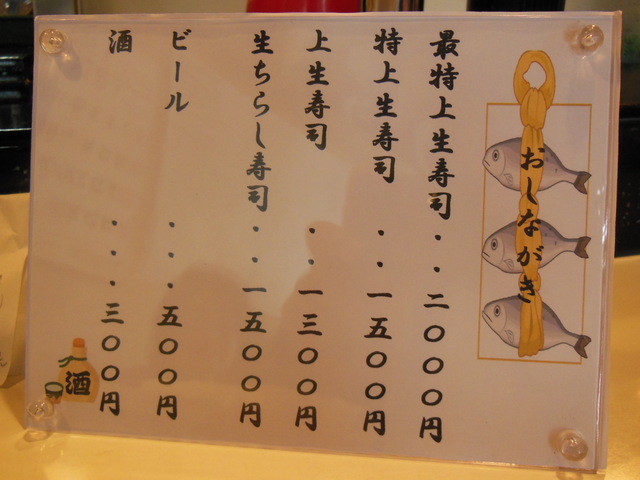 おしながき
最特上生寿司・・二〇〇〇円
特上生寿司・・一五〇〇円
上生寿司・・一三〇〇円
生ちらし寿司・・一五〇〇円
ビール・・・五〇〇円
酒・・・三〇〇円
酒